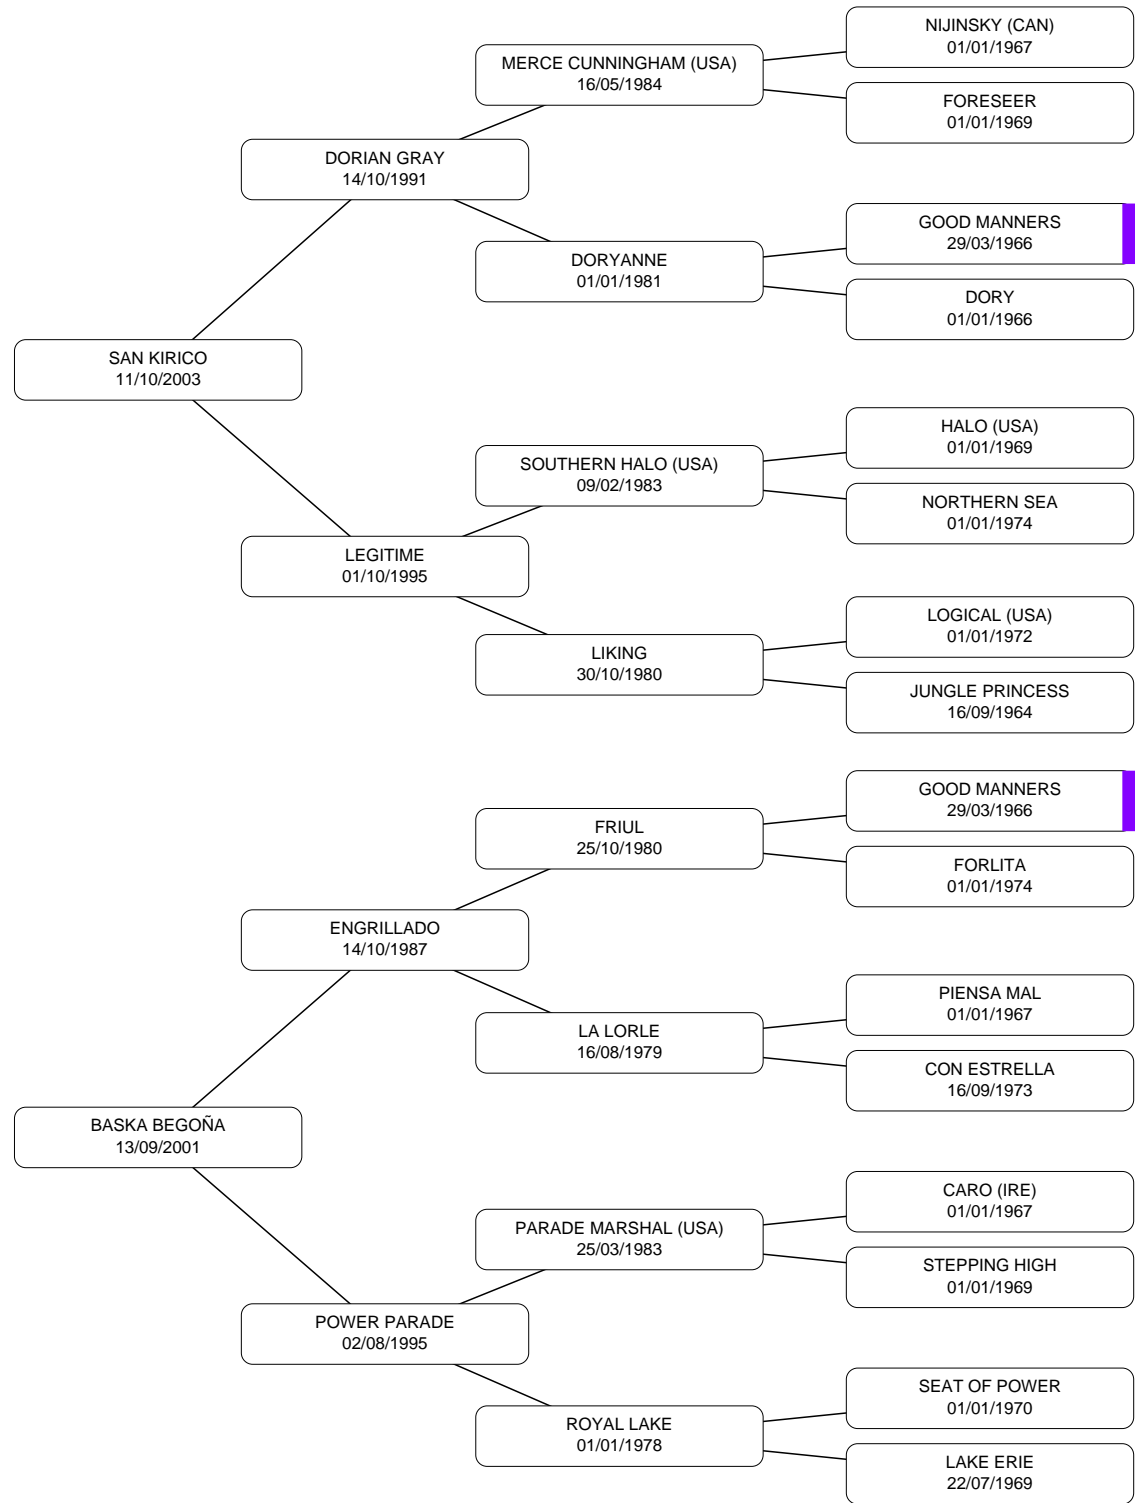 NIJINSKY (CAN)
01/01/1967
MERCE CUNNINGHAM (USA)
16/05/1984
FORESEER
01/01/1969
DORIAN GRAY
14/10/1991
GOOD MANNERS
29/03/1966
DORYANNE
01/01/1981
DORY
01/01/1966
SAN KIRICO
11/10/2003
HALO (USA)
01/01/1969
SOUTHERN HALO (USA)
09/02/1983
NORTHERN SEA
01/01/1974
LEGITIME
01/10/1995
LOGICAL (USA)
01/01/1972
LIKING
30/10/1980
JUNGLE PRINCESS
16/09/1964
GOOD MANNERS
29/03/1966
FRIUL
25/10/1980
FORLITA
01/01/1974
ENGRILLADO
14/10/1987
PIENSA MAL
01/01/1967
LA LORLE
16/08/1979
CON ESTRELLA
16/09/1973
BASKA BEGOÑA
13/09/2001
CARO (IRE)
01/01/1967
PARADE MARSHAL (USA)
25/03/1983
STEPPING HIGH
01/01/1969
POWER PARADE
02/08/1995
SEAT OF POWER
01/01/1970
ROYAL LAKE
01/01/1978
LAKE ERIE
22/07/1969